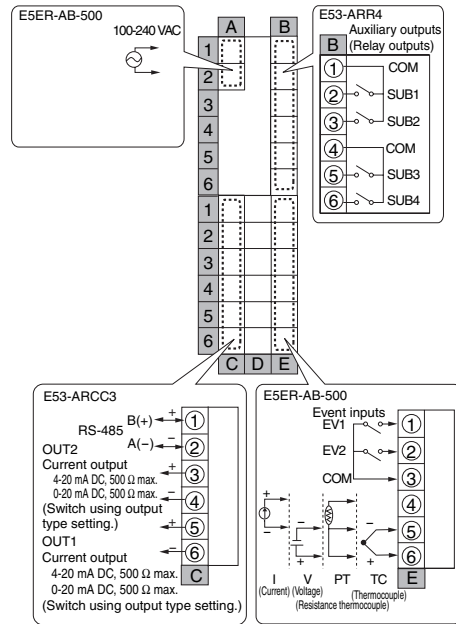 E5ER-AB-500
100-240 VAC
A
B
1
2
3
4
5
6
1
2
3
4
5
6
C D E
E53-ARR4
Auxiliary outputs
(Relay outputs)
B
1 COM
2 SUB1
3 SUB2
4 COM
5 SUB3
6 SUB4
E53-ARCC3
RS-485
B(+) + 1
A(−) − 2
OUT2
Current output
4-20 mA DC, 500 Ω max.
0-20 mA DC, 500 Ω max.
(Switch using output
type setting.)
+ 3
− 4
OUT1
Current output
4-20 mA DC, 500 Ω max.
0-20 mA DC, 500 Ω max.
(Switch using output type setting.)
+ 5
− 6
C
E5ER-AB-500
Event inputs
EV1 1
EV2 2
COM 3
4
5
6
E
+ − − + − +
I V PT TC
(Current) (Voltage) (Thermocouple)
(Resistance thermocouple)